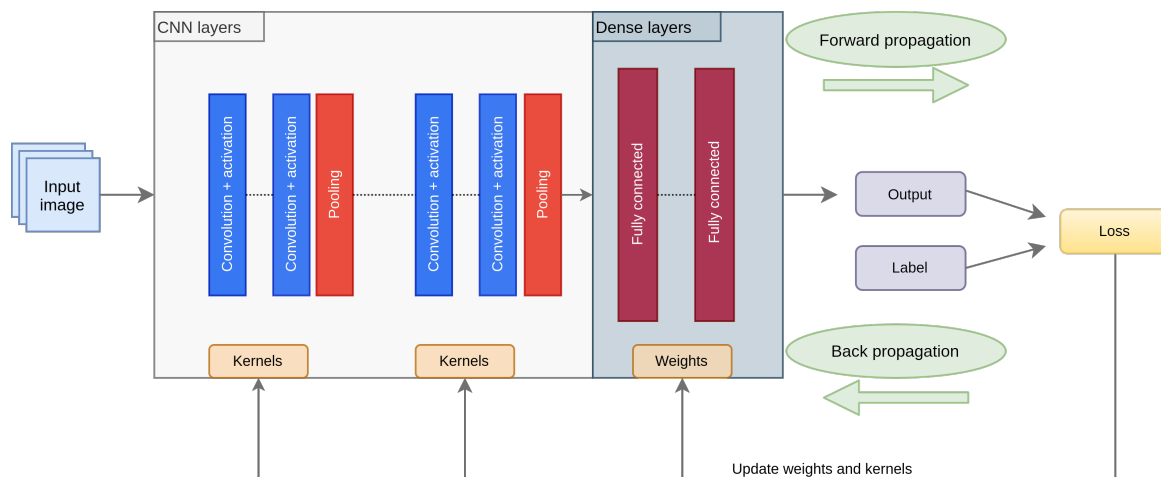 CNN layers
Dense layers
Forward propagation
Input
image
Convolution + activation
Convolution + activation
Pooling
Convolution + activation
Convolution + activation
Pooling
Fully connected
Fully connected
Output
Label
Loss
Kernels
Kernels
Weights
Back propagation
Update weights and kernels